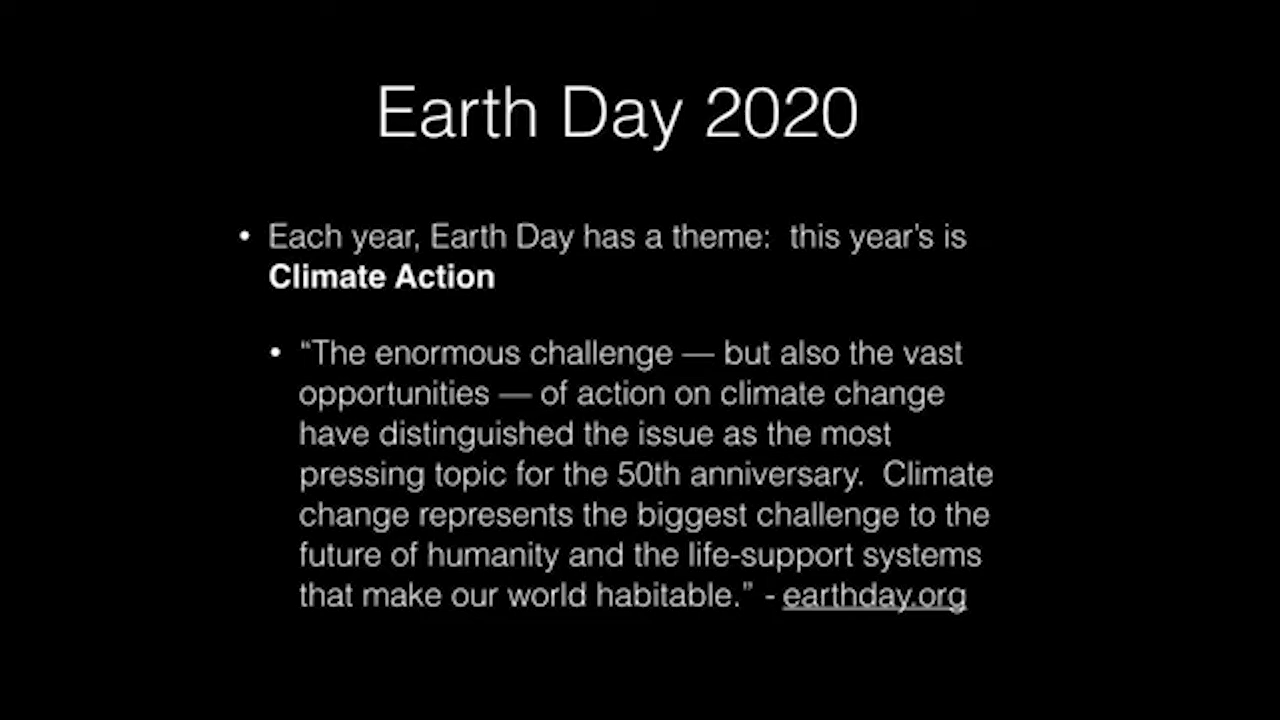 Earth Day 2020
• Each year, Earth Day has a theme:  this year's is
Climate Action
• “The enormous challenge — but also the vast
opportunities — of action on climate change
have distinguished the issue as the most
pressing topic for the 50th anniversary.  Climate
change represents the biggest challenge to the
future of humanity and the life-support systems
that make our world habitable.” - earthday.org